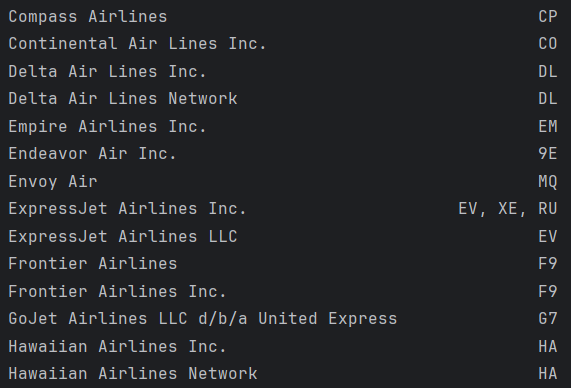 Compass Airlines CP
Continental Air Lines Inc. CO
Delta Air Lines Inc. DL
Delta Air Lines Network DL
Empire Airlines Inc. EM
Endeavor Air Inc. 9E
Envoy Air MQ
ExpressJet Airlines Inc. EV, XE, RU
ExpressJet Airlines LLC EV
Frontier Airlines F9
Frontier Airlines Inc. F9
GoJet Airlines LLC d/b/a United Express G7
Hawaiian Airlines Inc. HA
Hawaiian Airlines Network HA